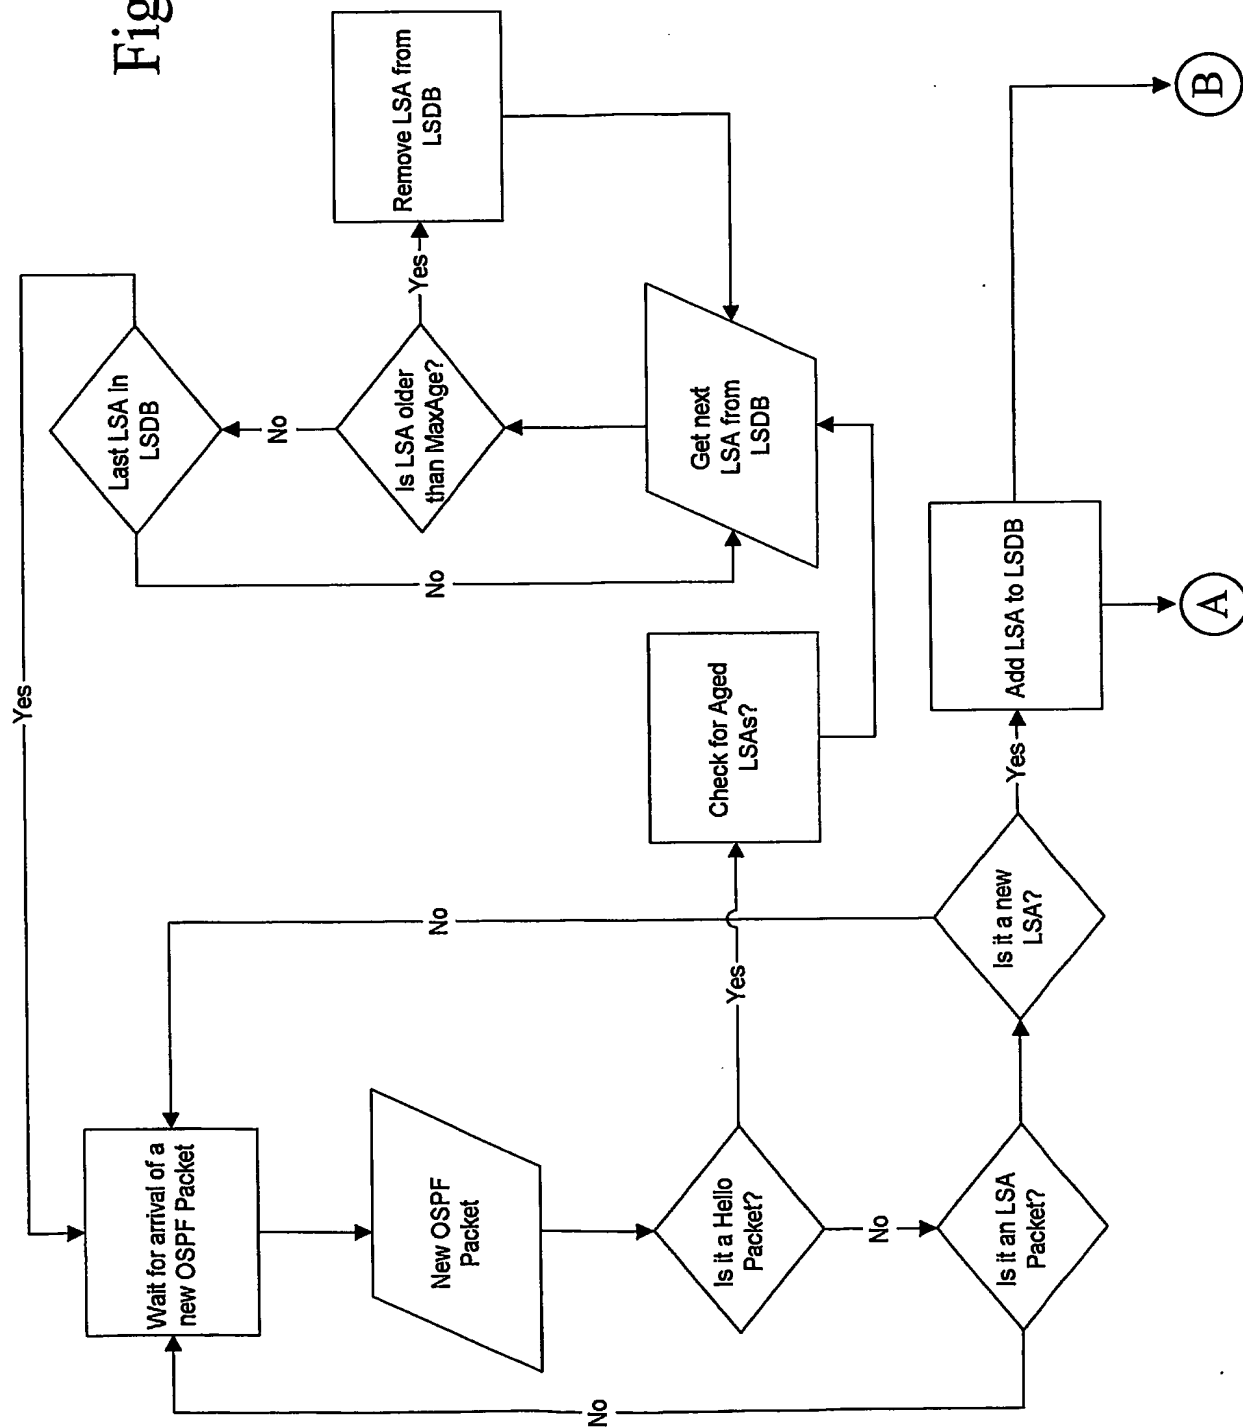 Fig
Wait for arrival of a
new OSPF Packet
New OSPF
Packet
Is it a Hello
Packet?
Yes
No
Is it an LSA
Packet?
No
Is it a new
LSA?
No
Yes
Add LSA to LSDB
A
B
Check for Aged
LSAs?
Get next
LSA from
LSDB
Is LSA older
than MaxAge?
Yes
No
Remove LSA from
LSDB
Last LSA in
LSDB
No
Yes